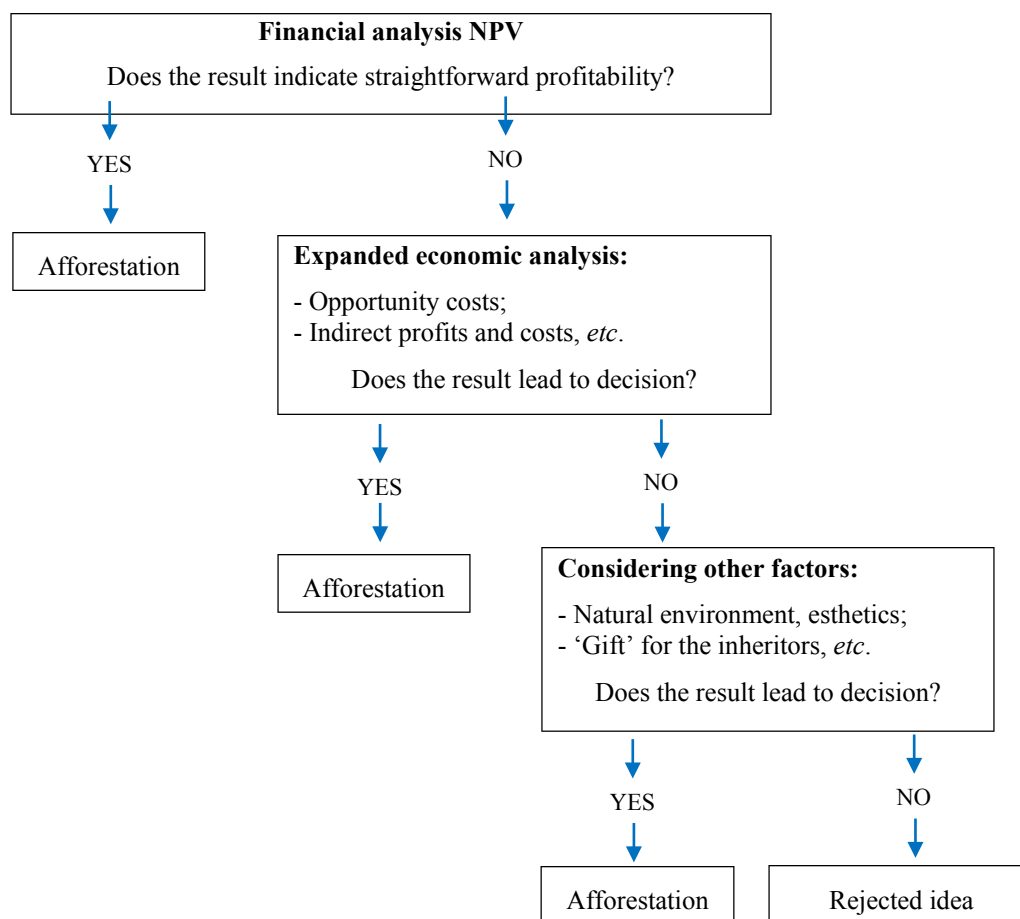 Financial analysis NPV
Does the result indicate straightforward profitability?
YES
NO
Afforestation
Expanded economic analysis:
- Opportunity costs;
- Indirect profits and costs, etc.
Does the result lead to decision?
YES
NO
Afforestation
Considering other factors:
- Natural environment, esthetics;
- ‘Gift’ for the inheritors, etc.
Does the result lead to decision?
YES
NO
Afforestation
Rejected idea